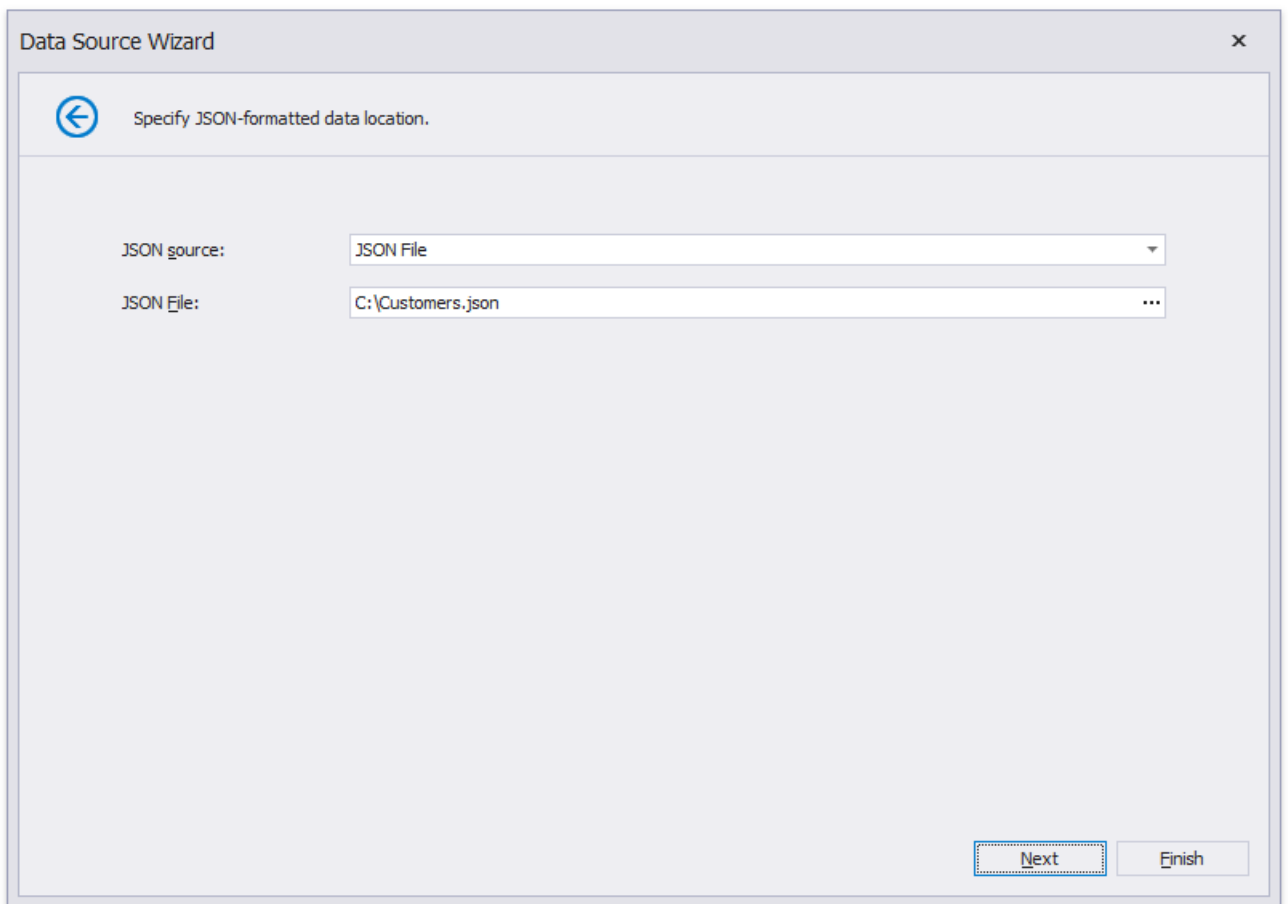 Data Source Wizard
Specify JSON-formatted data location.
JSON source: JSON File
JSON File: C:\Customers.json
Next Finish